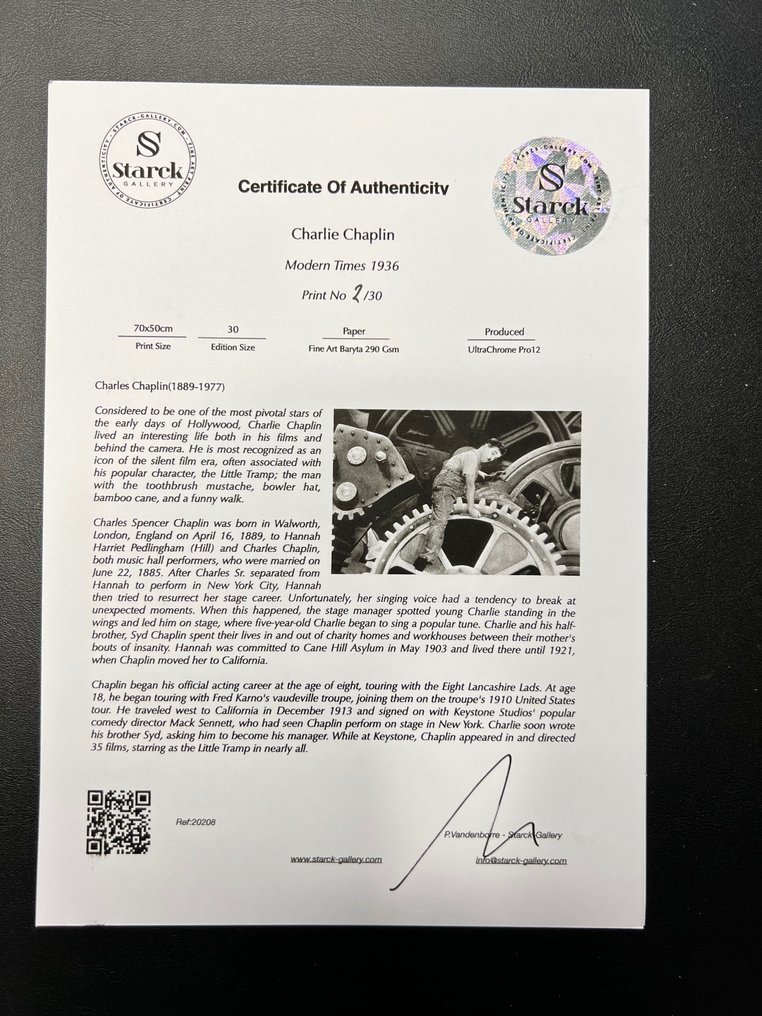 STARCK-GALLERY.COM - FINE ART PRINT - CERTIFICATE OF AUTHENTICITY
S
Starck
GALLERY
STARCK-GALLERY.COM
S
Starck
GALLERY
CERTIFICATE OF AUTHENTICITY
Certificate Of Authenticity
Charlie Chaplin
Modern Times 1936
Print No 2/30
70x50cm 30 Paper Produced
Print Size Edition Size Fine Art Baryta 290 Gsm UltraChrome Pro12
Charles Chaplin(1889-1977)
Considered to be one of the most pivotal stars of
the early days of Hollywood, Charlie Chaplin
lived an interesting life both in his films and
behind the camera. He is most recognized as an
icon of the silent film era, often associated with
his popular character, the Little Tramp; the man
with the toothbrush mustache, bowler hat,
bamboo cane, and a funny walk.
Charles Spencer Chaplin was born in Walworth,
London, England on April 16, 1889, to Hannah
Harriet Pedlingham (Hill) and Charles Chaplin,
both music hall performers, who were married on
June 22, 1885. After Charles Sr. separated from
Hannah to perform in New York City, Hannah
then tried to resurrect her stage career. Unfortunately, her singing voice had a tendency to break at
unexpected moments. When this happened, the stage manager spotted young Charlie standing in the
wings and led him on stage, where five-year-old Charlie began to sing a popular tune. Charlie and his half-
brother, Syd Chaplin spent their lives in and out of charity homes and workhouses between their mother's
bouts of insanity. Hannah was committed to Cane Hill Asylum in May 1903 and lived there until 1921,
when Chaplin moved her to California.
Chaplin began his official acting career at the age of eight, touring with the Eight Lancashire Lads. At age
18, he began touring with Fred Karno's vaudeville troupe, joining them on the troupe's 1910 United States
tour. He traveled west to California in December 1913 and signed on with Keystone Studios' popular
comedy director Mack Sennett, who had seen Chaplin perform on stage in New York. Charlie soon wrote
his brother Syd, asking him to become his manager. While at Keystone, Chaplin appeared in and directed
35 films, starring as the Little Tramp in nearly all.
Ref:20208
P.Vandenborre - Starck-Gallery
www.starck-gallery.com info@starck-gallery.com